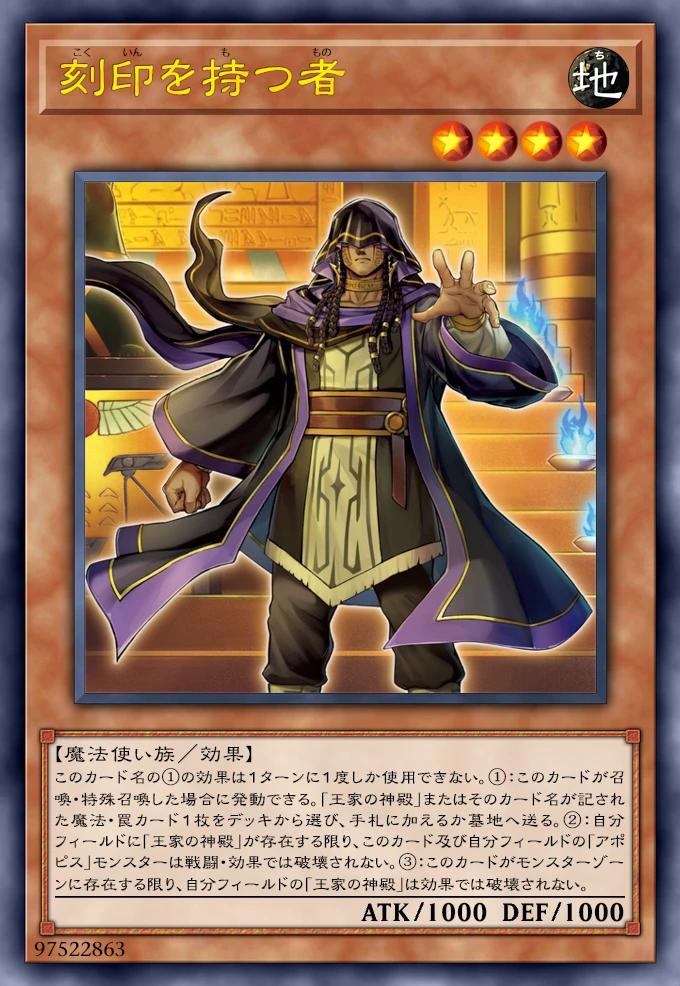 こく いん も もの
刻印を持つ者
ち
地
【魔法使い族／効果】
このカード名の①の効果は1ターンに1度しか使用できない。①：このカードが召
喚・特殊召喚した場合に発動できる。「王家の神殿」またはそのカード名が記され
た魔法・罠カード1枚をデッキから選び、手札に加えるか墓地へ送る。②：自分
フィールドに「王家の神殿」が存在する限り、このカード及び自分フィールドの「アポ
ピス」モンスターは戦闘・効果では破壊されない。③：このカードがモンスターゾー
ンに存在する限り、自分フィールドの「王家の神殿」は効果では破壊されない。
ATK/1000 DEF/1000
97522863